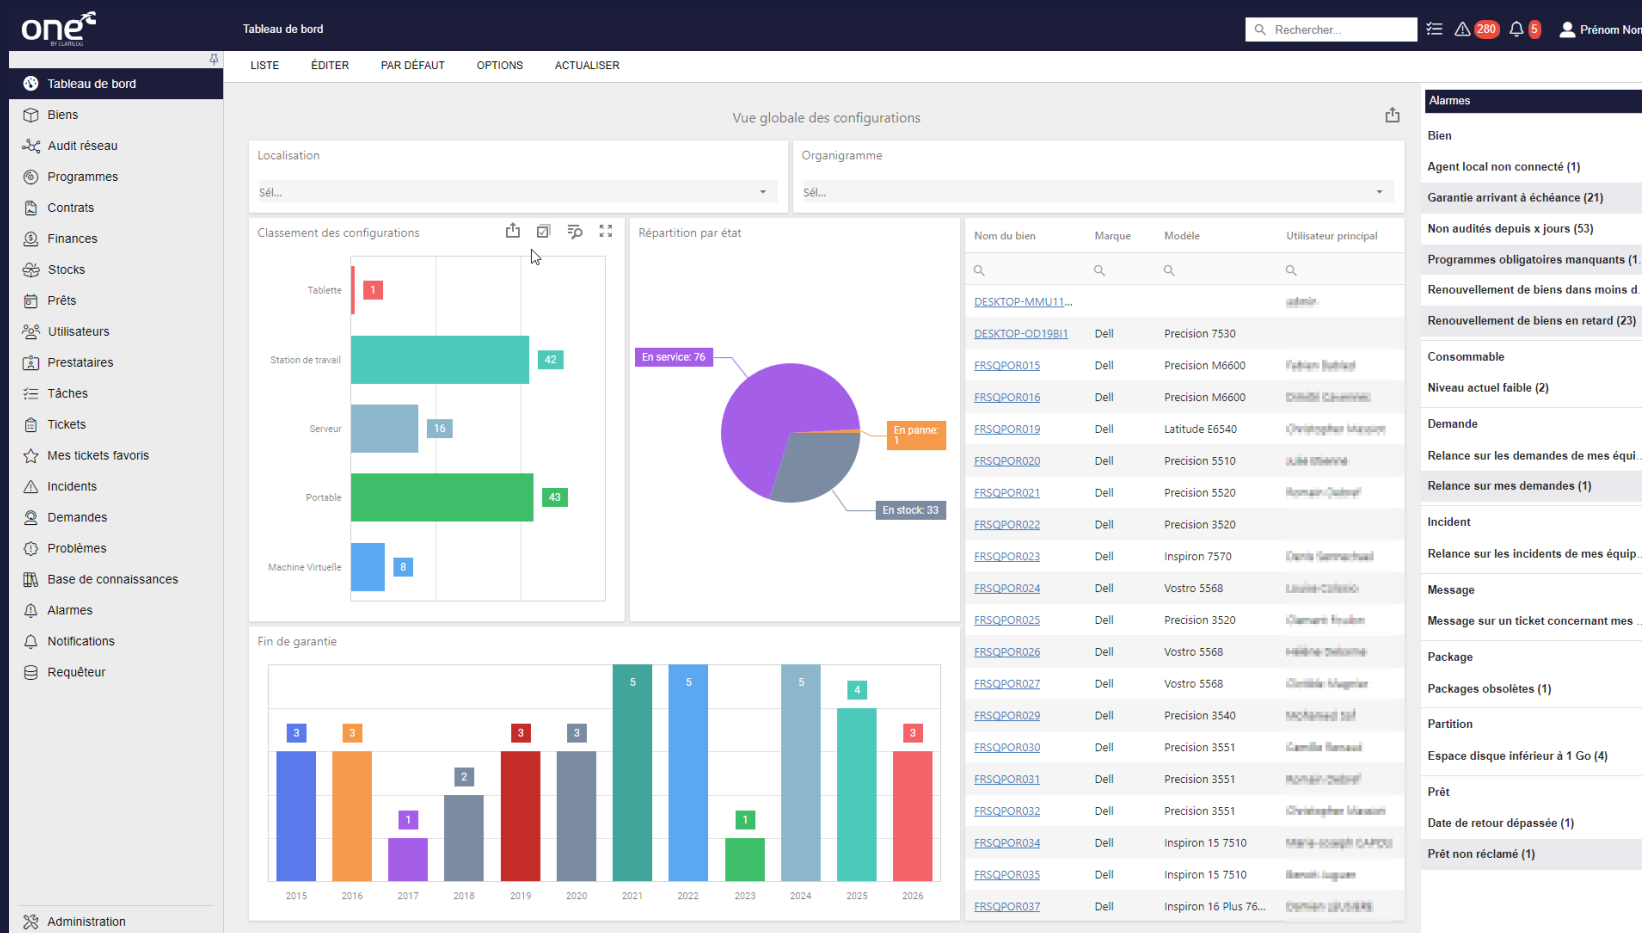 one
BY CLARILOG
Tableau de bord
Rechercher...
280
5
Prénom Nom
LISTE
ÉDITER
PAR DÉFAUT
OPTIONS
ACTUALISER
Tableau de bord
Biens
Audit réseau
Programmes
Contrats
Finances
Stocks
Prêts
Utilisateurs
Prestataires
Tâches
Tickets
Mes tickets favoris
Incidents
Demandes
Problèmes
Base de connaissances
Alarmes
Notifications
Requêteur
Administration
Vue globale des configurations
Localisation
Sél...
Organigramme
Sél...
Classement des configurations
Tablette
1
Station de travail
42
Serveur
16
Portable
43
Machine Virtuelle
8
Répartition par état
En service: 76
En panne:
1
En stock: 33
Fin de garantie
3
3
1
2
3
3
5
5
1
5
4
3
2015
2016
2017
2018
2019
2020
2021
2022
2023
2024
2025
2026
Nom du bien Marque Modèle Utilisateur principal
DESKTOP-MMU11...
DESKTOP-OD19BI1 Dell Precision 7530
FRSQPOR015 Dell Precision M6600
FRSQPOR016 Dell Precision M6600
FRSQPOR019 Dell Latitude E6540
FRSQPOR020 Dell Precision 5510
FRSQPOR021 Dell Precision 5520
FRSQPOR022 Dell Precision 3520
FRSQPOR023 Dell Inspiron 7570
FRSQPOR024 Dell Vostro 5568
FRSQPOR025 Dell Precision 3520
FRSQPOR026 Dell Vostro 5568
FRSQPOR027 Dell Vostro 5568
FRSQPOR029 Dell Precision 3540
FRSQPOR030 Dell Precision 3551
FRSQPOR031 Dell Precision 3551
FRSQPOR032 Dell Precision 3551
FRSQPOR034 Dell Inspiron 15 7510
FRSQPOR035 Dell Inspiron 15 7510
FRSQPOR037 Dell Inspiron 16 Plus 76...
Alarmes
Bien
Agent local non connecté (1)
Garantie arrivant à échéance (21)
Non audités depuis x jours (53)
Programmes obligatoires manquants (1...
Renouvellement de biens dans moins d...
Renouvellement de biens en retard (23)
Consommable
Niveau actuel faible (2)
Demande
Relance sur les demandes de mes équi...
Relance sur mes demandes (1)
Incident
Relance sur les incidents de mes équip...
Message
Message sur un ticket concernant mes ...
Package
Packages obsolètes (1)
Partition
Espace disque inférieur à 1 Go (4)
Prêt
Date de retour dépassée (1)
Prêt non réclamé (1)